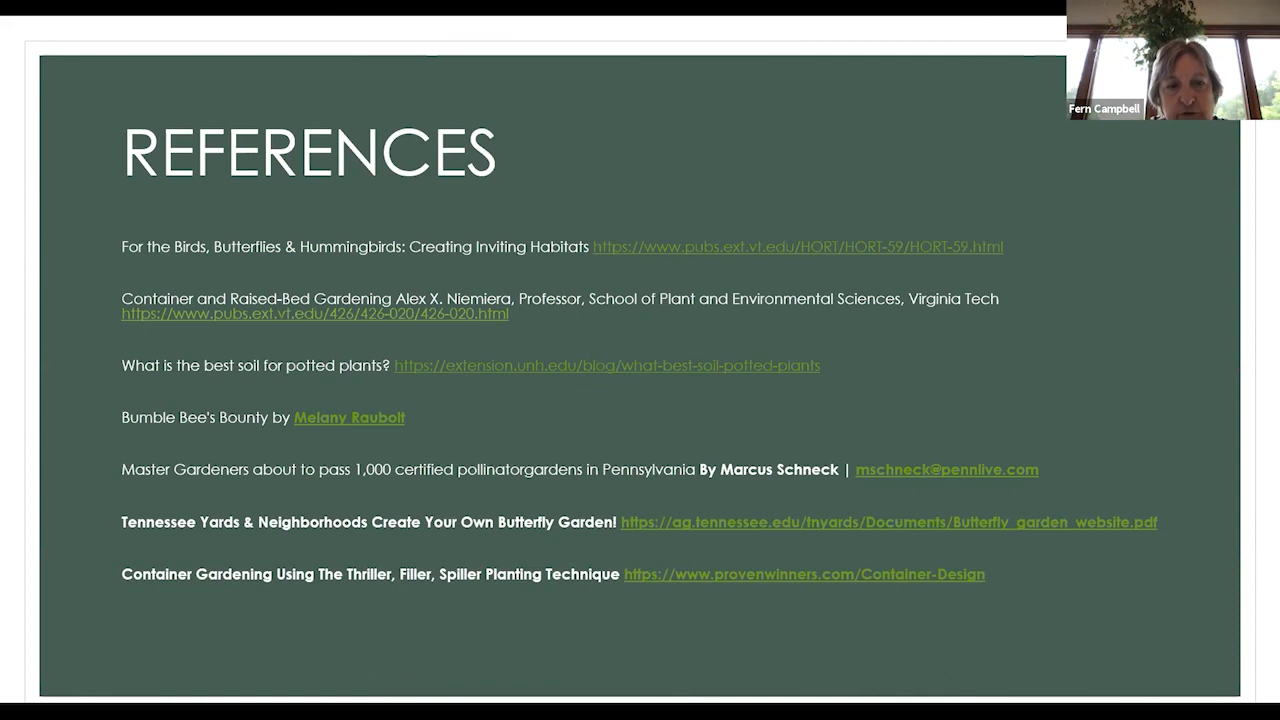 Fern Campbell
REFERENCES
For the Birds, Butterflies & Hummingbirds: Creating Inviting Habitats https://www.pubs.ext.vt.edu/HORT/HORT-59/HORT-59.html
Container and Raised-Bed Gardening Alex X. Niemiera, Professor, School of Plant and Environmental Sciences, Virginia Tech
https://www.pubs.ext.vt.edu/426/426-020/426-020.html
What is the best soil for potted plants? https://extension.unh.edu/blog/what-best-soil-potted-plants
Bumble Bee's Bounty by Melany Raubolt
Master Gardeners about to pass 1,000 certified pollinatorgardens in Pennsylvania By Marcus Schneck | mschneck@pennlive.com
Tennessee Yards & Neighborhoods Create Your Own Butterfly Garden! https://ag.tennessee.edu/tnyards/Documents/Butterfly_garden_website.pdf
Container Gardening Using The Thriller, Filler, Spiller Planting Technique https://www.provenwinners.com/Container-Design